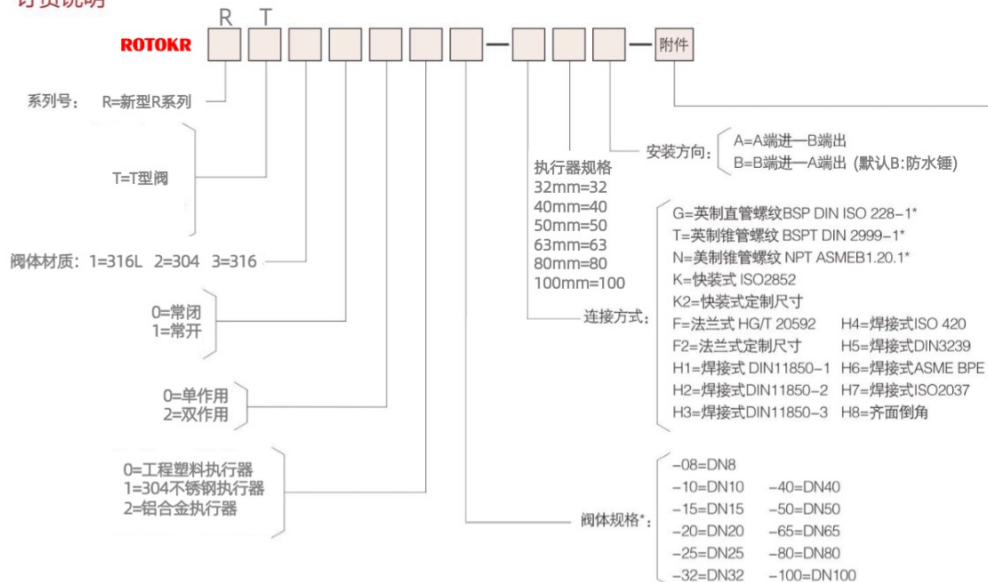 订货说明
R T
ROTOKR
附件
系列号： R=新型R系列
T=T型阀
阀体材质：1=316L 2=304 3=316
0=常闭
1=常开
0=单作用
2=双作用
0=工程塑料执行器
1=304不锈钢执行器
2=铝合金执行器
安装方向：
A=A端进—B端出
B=B端进—A端出 (默认B:防水锤)
执行器规格
32mm=32
40mm=40
50mm=50
63mm=63
80mm=80
100mm=100
连接方式：
G=英制直管螺纹BSP DIN ISO 228-1*
T=英制锥管螺纹 BSPT DIN 2999-1*
N=美制锥管螺纹 NPT ASMEB1.20.1*
K=快装式 ISO2852
K2=快装式定制尺寸
F=法兰式 HG/T 20592 H4=焊接式ISO 420
F2=法兰式定制尺寸 H5=焊接式DIN3239
H1=焊接式 DIN11850-1 H6=焊接式ASME BPE
H2=焊接式DIN11850-2 H7=焊接式ISO2037
H3=焊接式DIN11850-3 H8=齐面倒角
阀体规格*：
-08=DN8
-10=DN10 -40=DN40
-15=DN15 -50=DN50
-20=DN20 -65=DN65
-25=DN25 -80=DN80
-32=DN32 -100=DN100